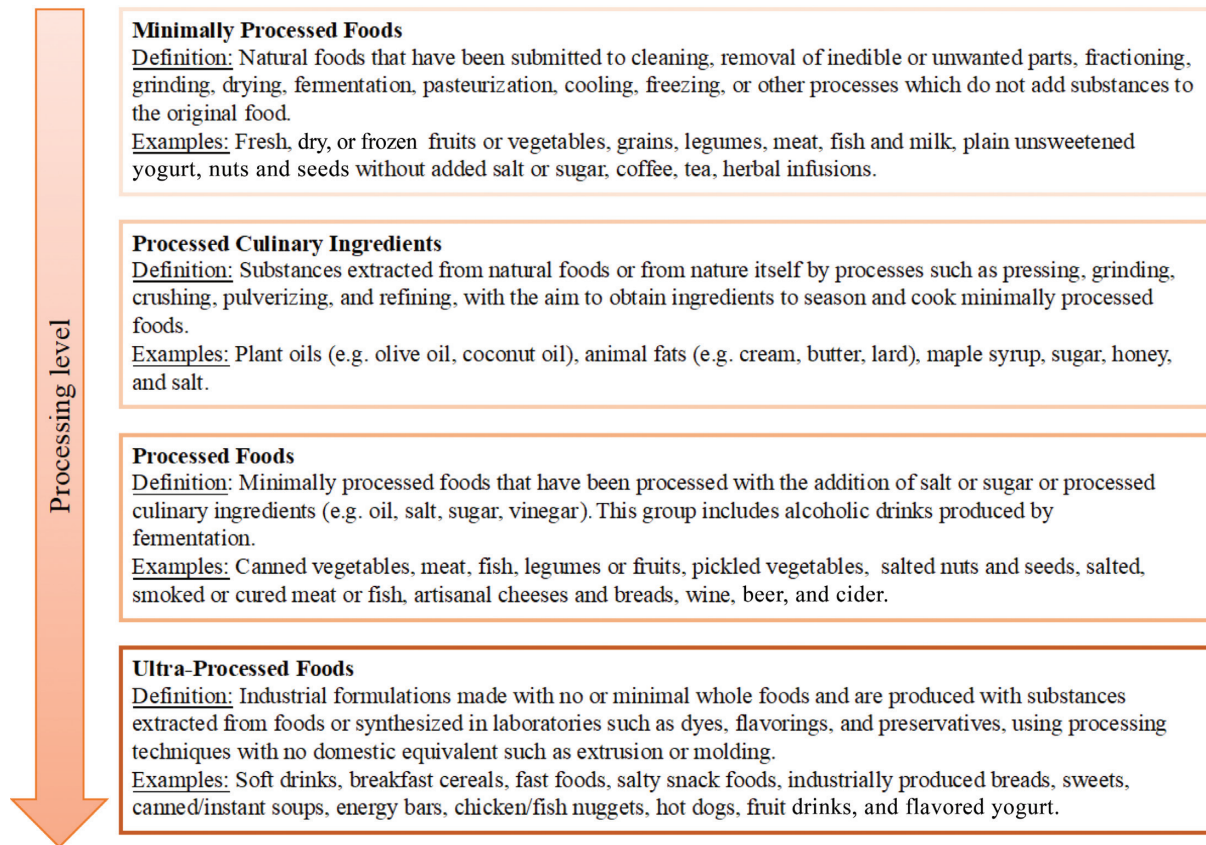 Processing level
Minimally Processed Foods
Definition: Natural foods that have been submitted to cleaning, removal of inedible or unwanted parts, fractioning,
grinding, drying, fermentation, pasteurization, cooling, freezing, or other processes which do not add substances to
the original food.
Examples: Fresh, dry, or frozen fruits or vegetables, grains, legumes, meat, fish and milk, plain unsweetened
yogurt, nuts and seeds without added salt or sugar, coffee, tea, herbal infusions.
Processed Culinary Ingredients
Definition: Substances extracted from natural foods or from nature itself by processes such as pressing, grinding,
crushing, pulverizing, and refining, with the aim to obtain ingredients to season and cook minimally processed
foods.
Examples: Plant oils (e.g. olive oil, coconut oil), animal fats (e.g. cream, butter, lard), maple syrup, sugar, honey,
and salt.
Processed Foods
Definition: Minimally processed foods that have been processed with the addition of salt or sugar or processed
culinary ingredients (e.g. oil, salt, sugar, vinegar). This group includes alcoholic drinks produced by
fermentation.
Examples: Canned vegetables, meat, fish, legumes or fruits, pickled vegetables, salted nuts and seeds, salted,
smoked or cured meat or fish, artisanal cheeses and breads, wine, beer, and cider.
Ultra-Processed Foods
Definition: Industrial formulations made with no or minimal whole foods and are produced with substances
extracted from foods or synthesized in laboratories such as dyes, flavorings, and preservatives, using processing
techniques with no domestic equivalent such as extrusion or molding.
Examples: Soft drinks, breakfast cereals, fast foods, salty snack foods, industrially produced breads, sweets,
canned/instant soups, energy bars, chicken/fish nuggets, hot dogs, fruit drinks, and flavored yogurt.